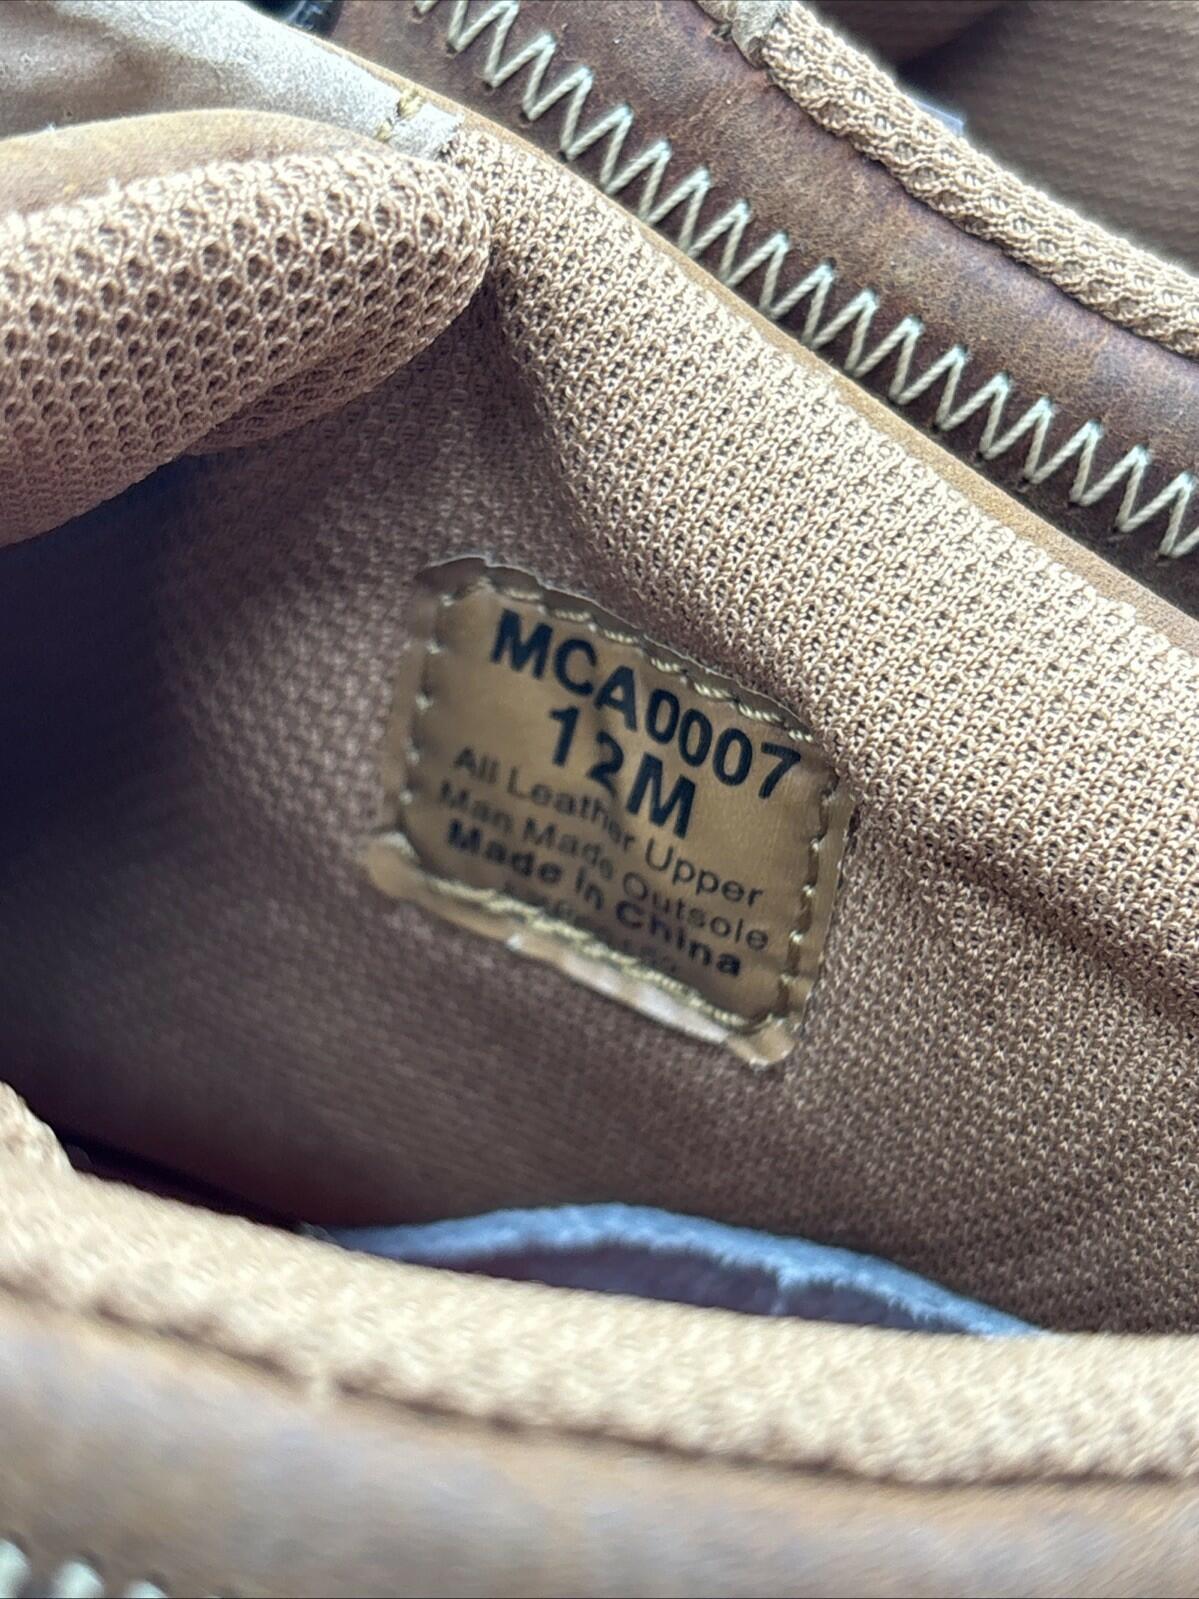 MCA0007
12M
All Leather Upper
Man Made Outsole
Made in China